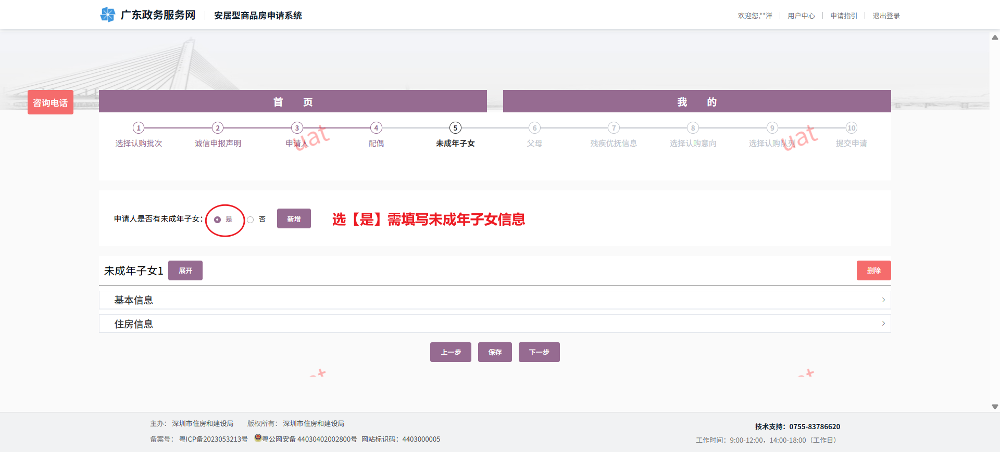 广东政务服务网 安居型商品房申请系统
欢迎您,**洋 用户中心 申请指引 退出登录
咨询电话
首 页 我 的
1 2 3 4 5 6 7 8 9 10
选择认购批次 诚信申报声明 申请人 配偶 未成年子女 父母 残疾优抚信息 选择认购意向 选择认购队列 提交申请
uat uat
申请人是否有未成年子女： 是 否 新增 选【是】需填写未成年子女信息
未成年子女1 展开 删除
基本信息
住房信息
上一步 保存 下一步
主办： 深圳市住房和建设局 版权所有： 深圳市住房和建设局
技术支持：0755-83786620
备案号： 粤ICP备2023053213号 粤公网安备 44030402002800号 网站标识码：4403000005
工作时间：9:00-12:00，14:00-18:00（工作日）